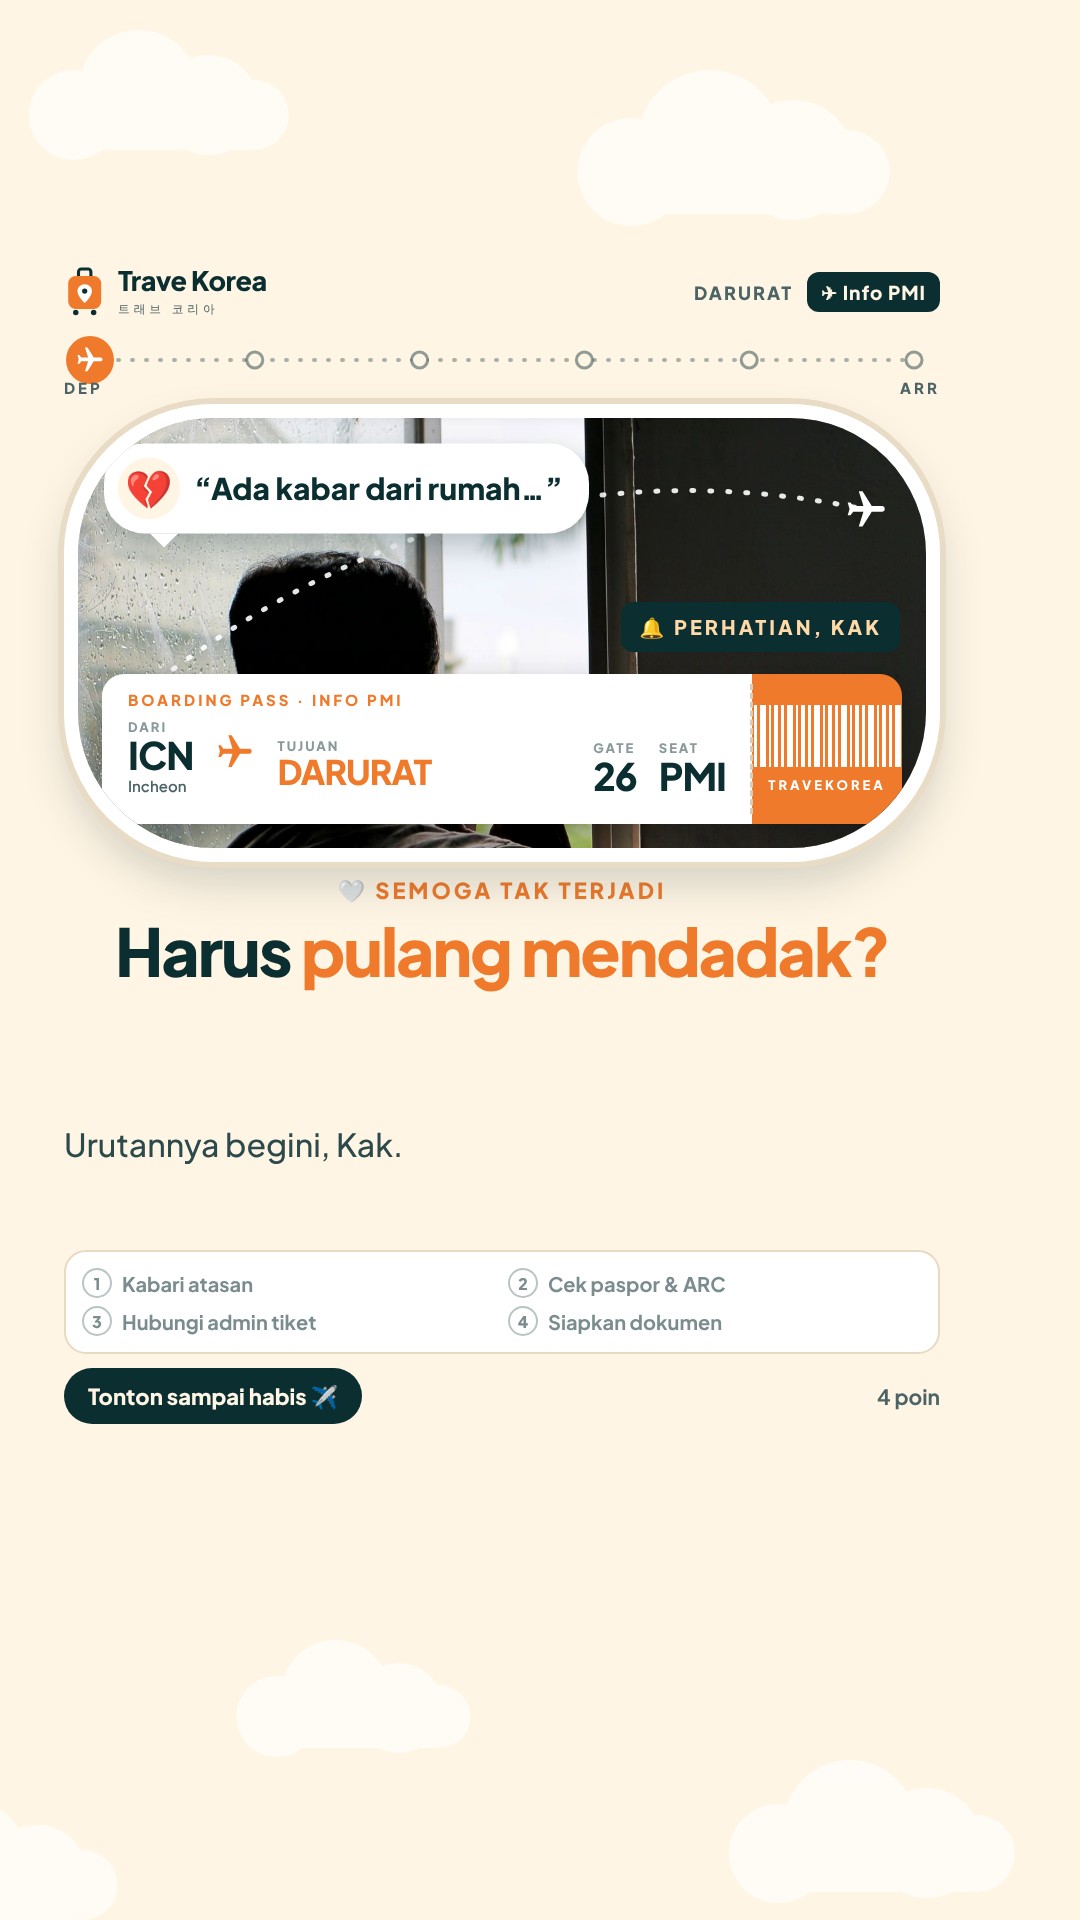 Trave Korea
트래브 코리아
DARURAT
✈ Info PMI
DEP
ARR
“Ada kabar dari rumah…”
🔔 PERHATIAN, KAK
BOARDING PASS · INFO PMI
DARI
ICN
Incheon
TUJUAN
DARURAT
GATE
26
SEAT
PMI
TRAVEKOREA
🤍 SEMOGA TAK TERJADI
Harus pulang mendadak?
Urutannya begini, Kak.
1 Kabari atasan
2 Cek paspor & ARC
3 Hubungi admin tiket
4 Siapkan dokumen
Tonton sampai habis ✈️
4 poin